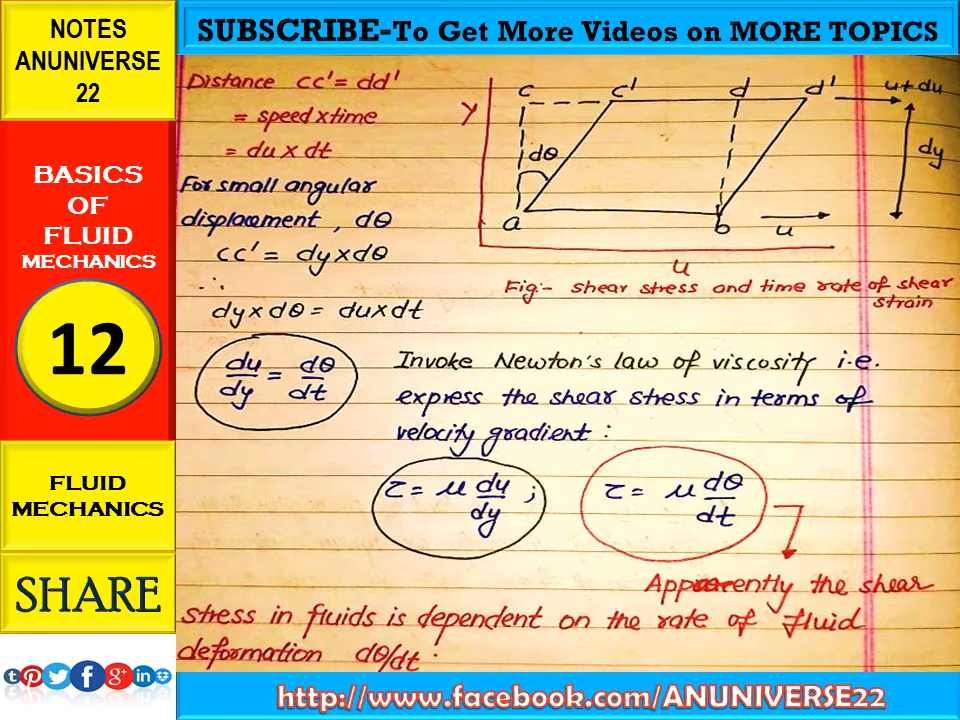 NOTES
ANUNIVERSE
22
SUBSCRIBE-To Get More Videos on MORE TOPICS
BASICS
OF
FLUID
MECHANICS
12
FLUID
MECHANICS
SHARE
Distance cc' = dd'
= speed x time
= du x dt
For small angular
displacement, dθ
cc' = dy x dθ
∴
dy x dθ = du x dt
du/dy = dθ/dt
y
c c' d d' u+du
dθ
dy
a b u
u
Fig:- shear stress and time rate of shear
strain
Invoke Newton's law of viscosity i.e.
express the shear stress in terms of
velocity gradient:
τ = μ du/dy ; τ = μ dθ/dt
Apparently the shear
stress in fluids is dependent on the rate of fluid
deformation dθ/dt.
t P f g+ in
http://www.facebook.com/ANUNIVERSE22